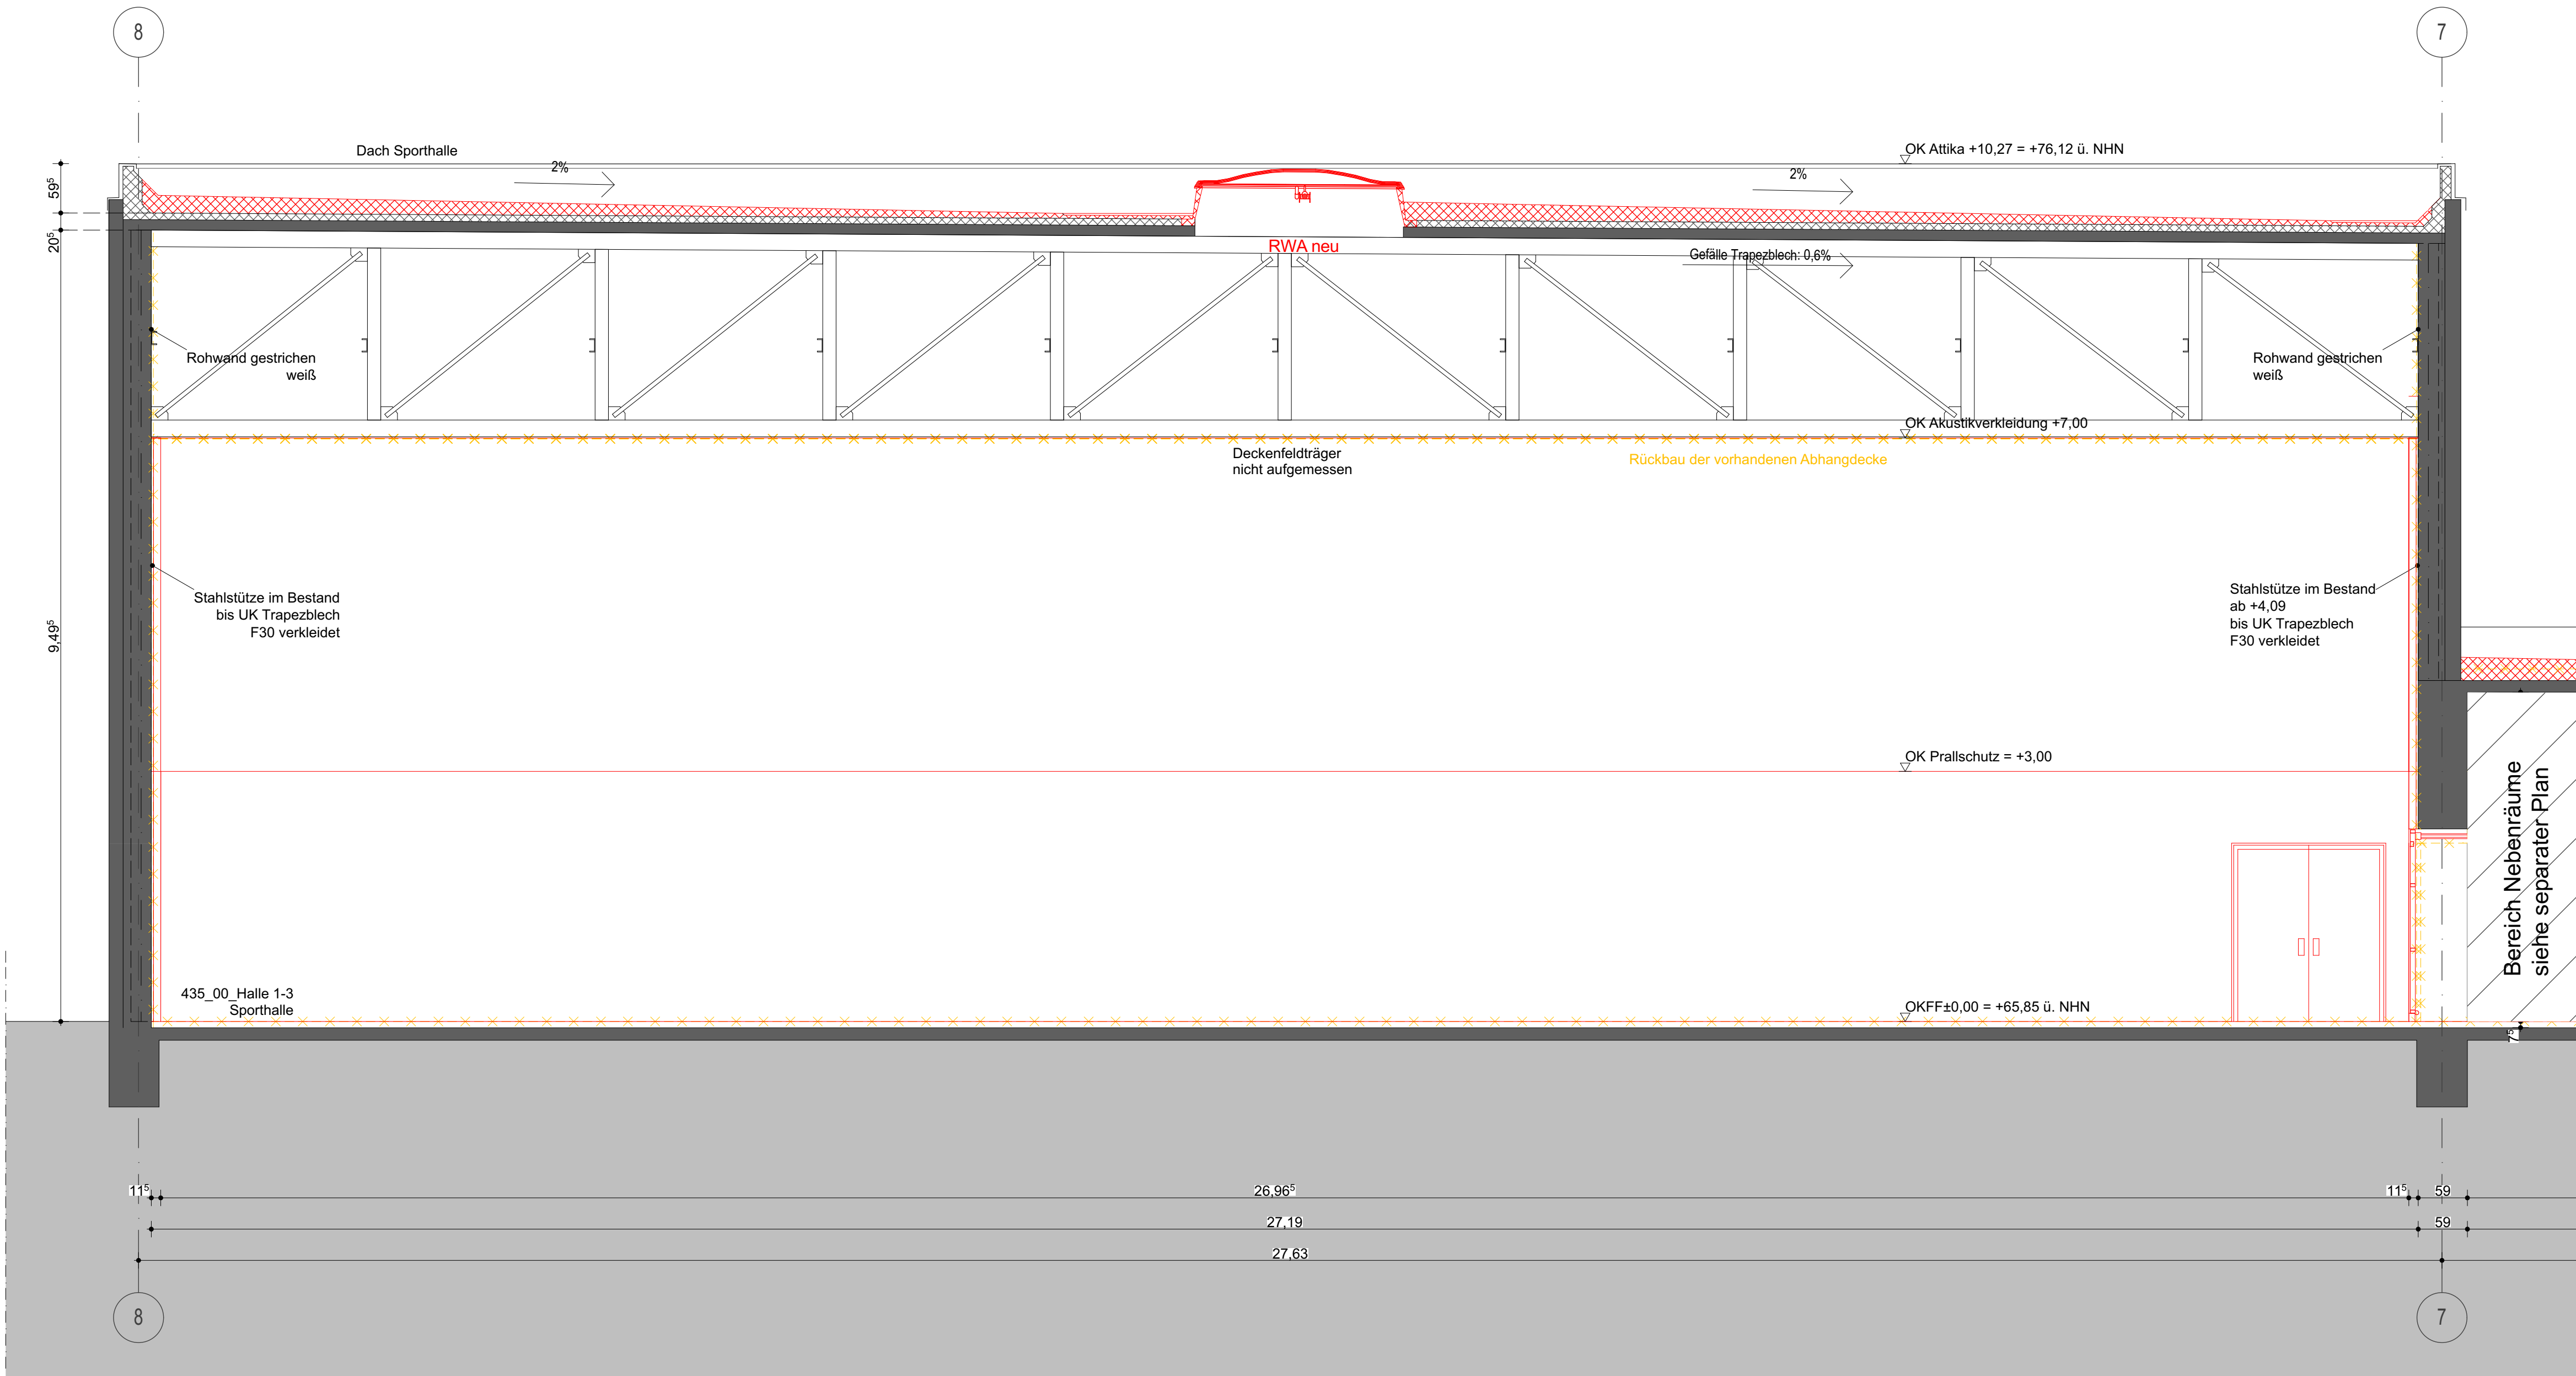 8
7
Dach Sporthalle
2%
OK Attika +10,27 = +76,12 ü. NHN
2%
59⁵
20⁵
9,49⁵
RWA neu
Gefälle Trapezblech: 0,6%
Rohwand gestrichen
weiß
Rohwand gestrichen
weiß
OK Akustikverkleidung +7,00
Deckenfeldträger
nicht aufgemessen
Rückbau der vorhandenen Abhangdecke
Stahlstütze im Bestand
bis UK Trapezblech
F30 verkleidet
Stahlstütze im Bestand
ab +4,09
bis UK Trapezblech
F30 verkleidet
OK Prallschutz = +3,00
Bereich Nebenräume
siehe separater Plan
435_00_Halle 1-3
Sporthalle
OKFF±0,00 = +65,85 ü. NHN
7⁵
11⁵
26,96⁵
11⁵
59
27,19
59
27,63
8
7